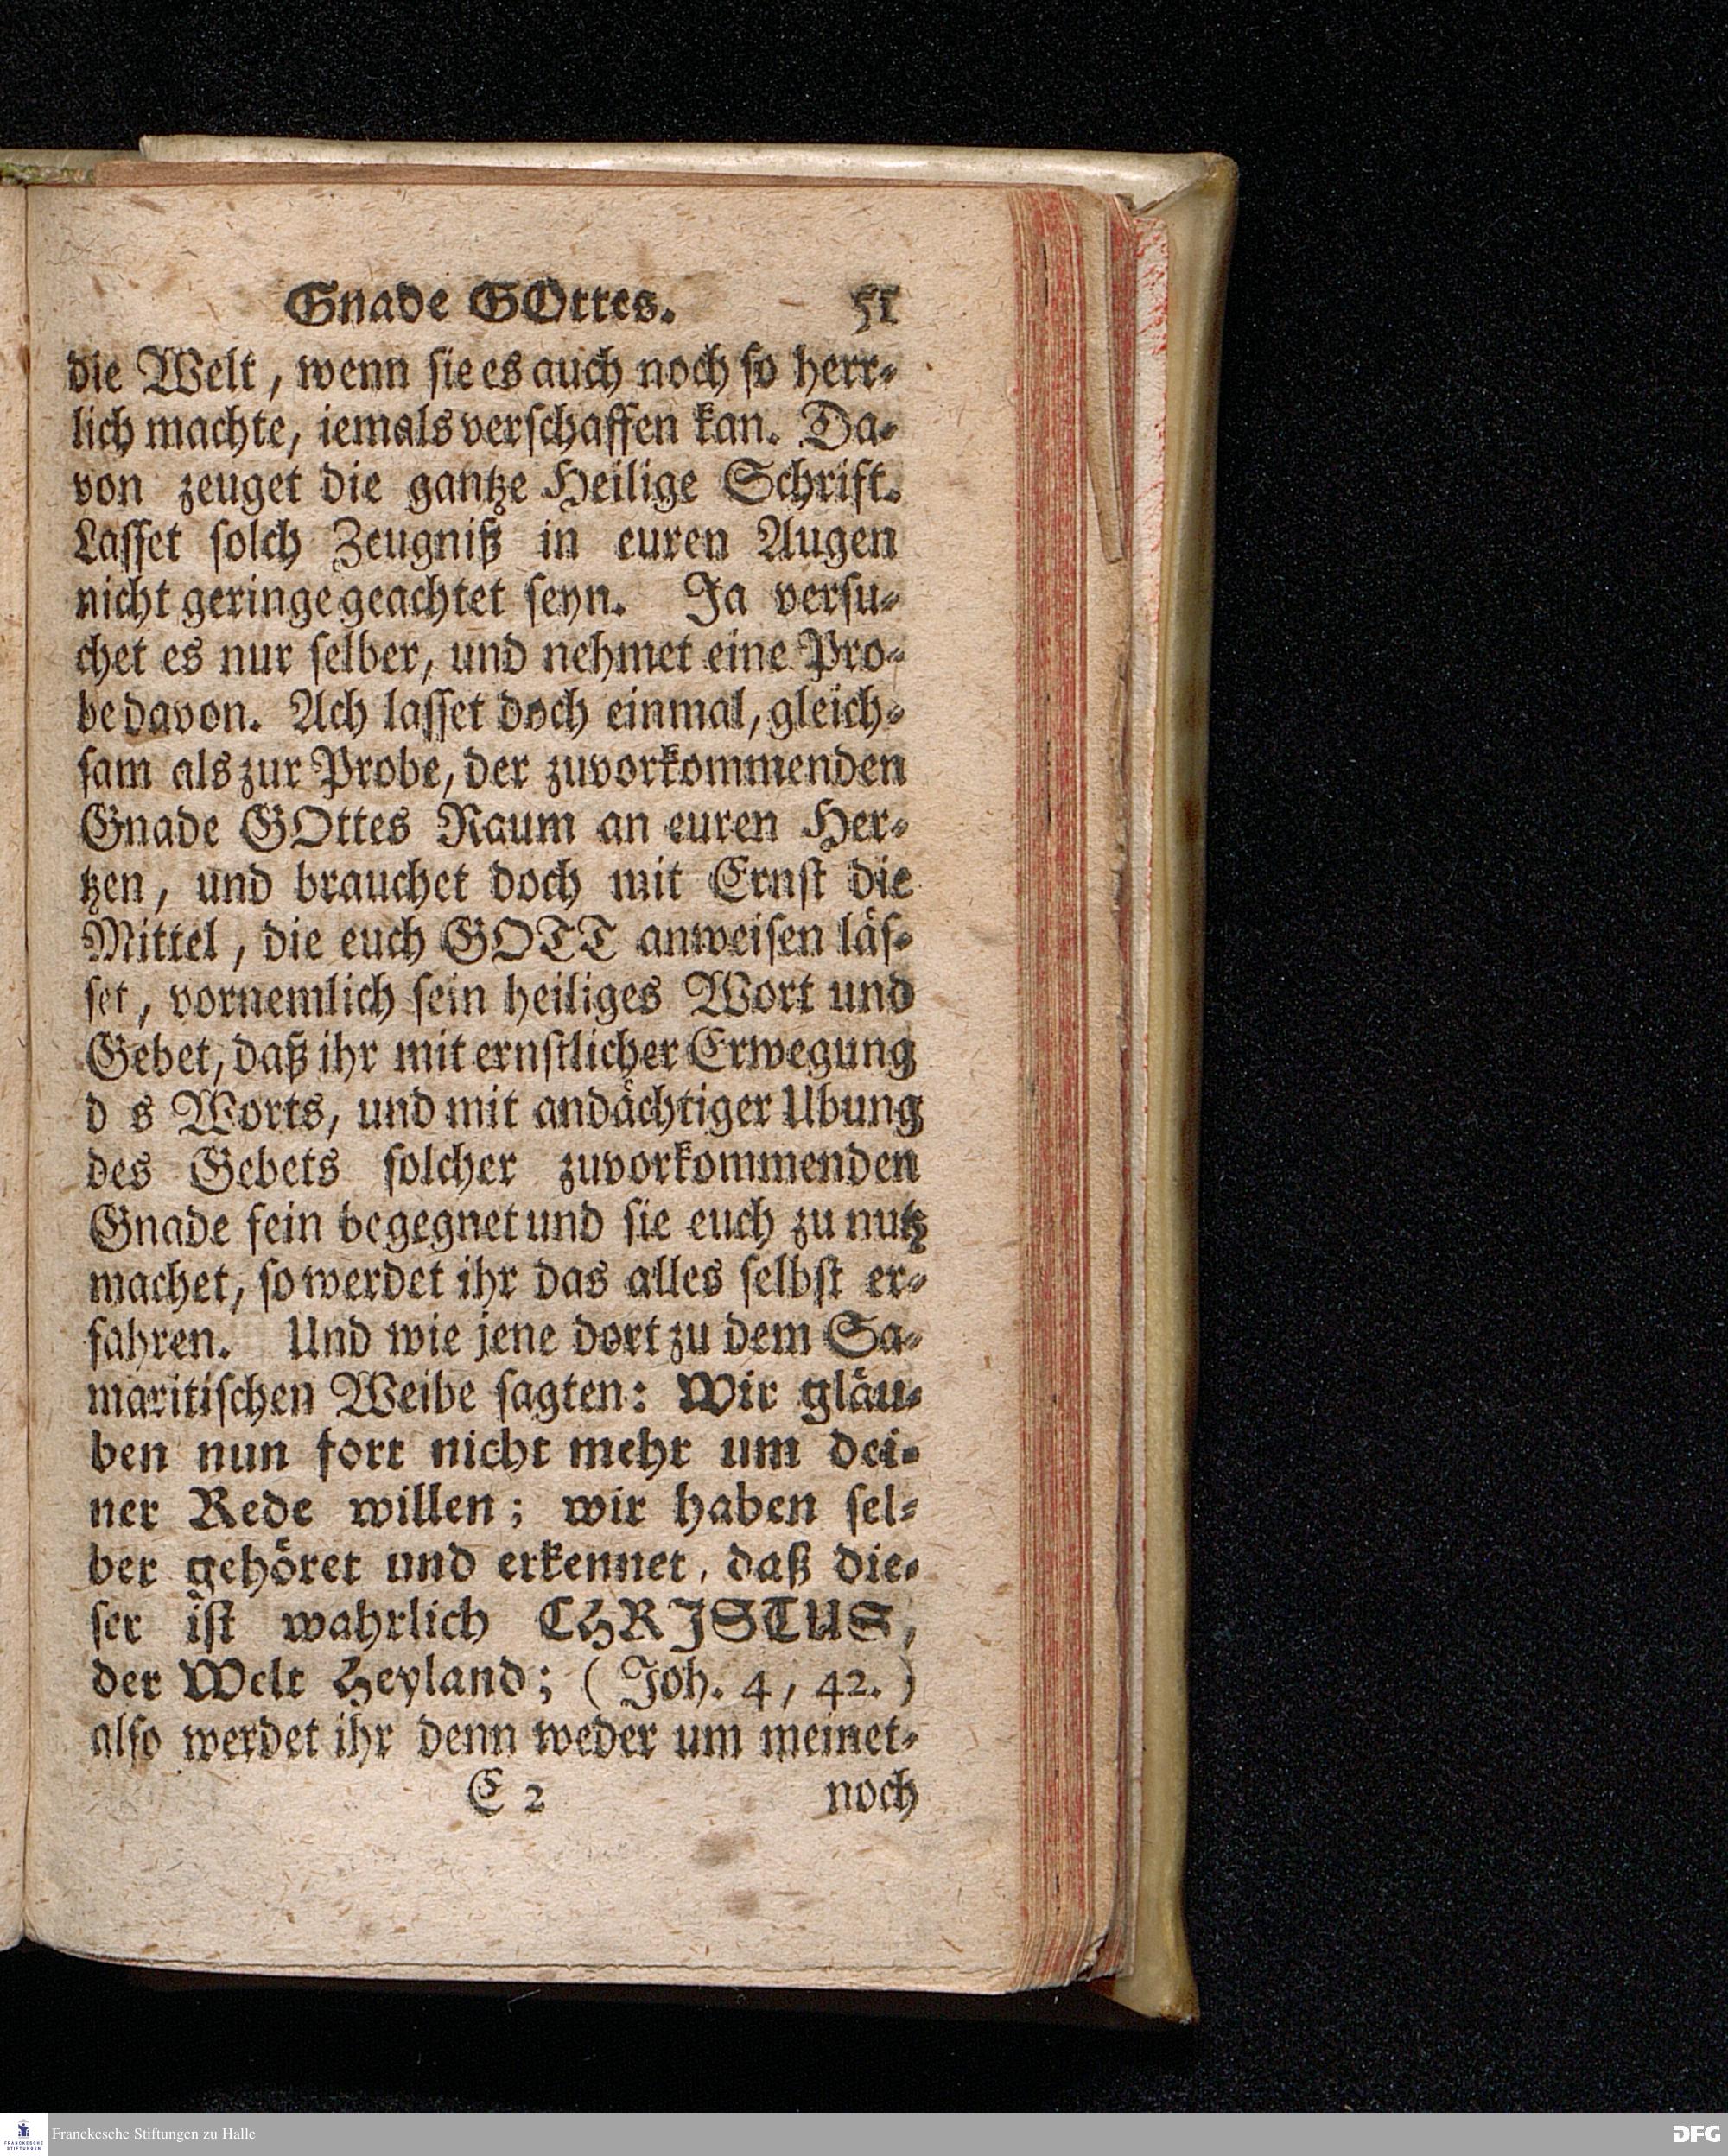 Gnade GOttes. 51
die Welt, wenn sie es auch noch so herr-
lich machte, iemals verschaffen kan. Da-
von zeuget die gantze Heilige Schrift.
Lasset solch Zeugniß in euren Augen
nicht geringe geachtet seyn. Ja versu-
chet es nur selber, und nehmet eine Pro-
be davon. Ach lasset doch einmal, gleich-
sam als zur Probe, der zuvorkommenden
Gnade GOttes Raum an euren Her-
tzen, und brauchet doch mit Ernst die
Mittel, die euch GOTT anweisen läs-
set, vornemlich sein heiliges Wort und
Gebet, daß ihr mit ernstlicher Erwegung
d s Worts, und mit andächtiger Ubung
des Gebets solcher zuvorkommenden
Gnade fein begegnet und sie euch zu nutz
machet, so werdet ihr das alles selbst er-
fahren. Und wie jene dort zu dem Sa-
maritischen Weibe sagten: Wir gläu-
ben nun fort nicht mehr um dei-
ner Rede willen; wir haben sel-
ber gehöret und erkennet, daß die-
ser ist wahrlich CHRJSTUS,
der Welt Heyland; (Joh. 4, 42.)
also werdet ihr denn weder um meinet-
E 2 noch
Franckesche Stiftungen zu Halle
DFG